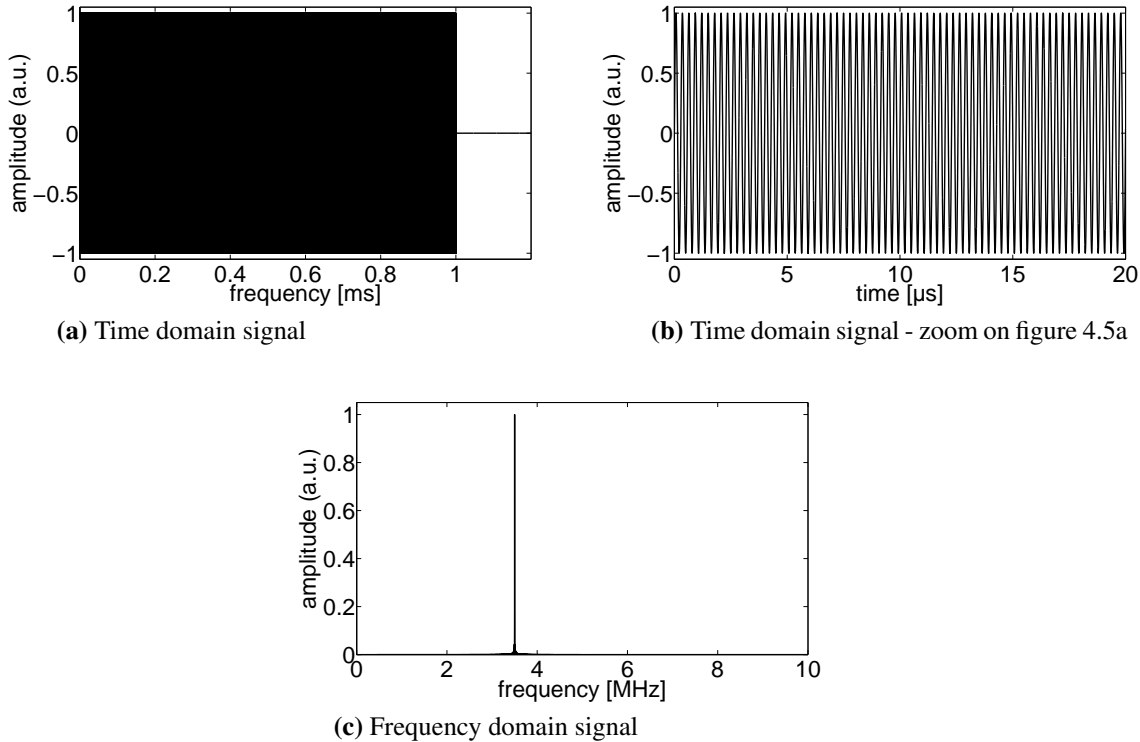 amplitude (a.u.)
1
0.5
0
−0.5
−1
0 0.2 0.4 0.6 0.8 1
frequency [ms]
(a) Time domain signal
amplitude (a.u.)
1
0.5
0
−0.5
−1
0 5 10 15 20
time [µs]
(b) Time domain signal - zoom on figure 4.5a
amplitude (a.u.)
1
0.8
0.6
0.4
0.2
0
0 2 4 6 8 10
frequency [MHz]
(c) Frequency domain signal